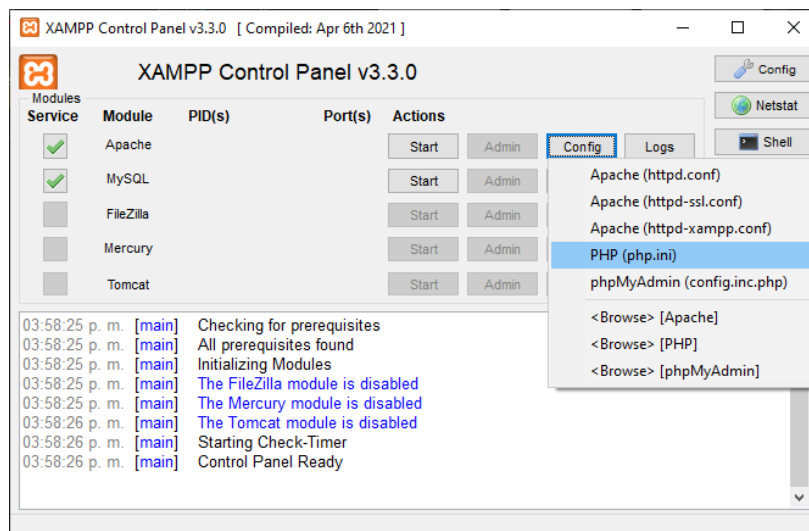 XAMPP Control Panel v3.3.0 [ Compiled: Apr 6th 2021 ]
XAMPP Control Panel v3.3.0
Config
Modules
Netstat
Service Module PID(s) Port(s) Actions
Shell
Apache Start Admin Config Logs
MySQL Start Admin
FileZilla Start Admin
Mercury Start Admin
Tomcat Start Admin
Apache (httpd.conf)
Apache (httpd-ssl.conf)
Apache (httpd-xampp.conf)
PHP (php.ini)
phpMyAdmin (config.inc.php)
<Browse> [Apache]
<Browse> [PHP]
<Browse> [phpMyAdmin]
03:58:25 p. m. [main] Checking for prerequisites
03:58:25 p. m. [main] All prerequisites found
03:58:25 p. m. [main] Initializing Modules
03:58:25 p. m. [main] The FileZilla module is disabled
03:58:25 p. m. [main] The Mercury module is disabled
03:58:26 p. m. [main] The Tomcat module is disabled
03:58:26 p. m. [main] Starting Check-Timer
03:58:26 p. m. [main] Control Panel Ready